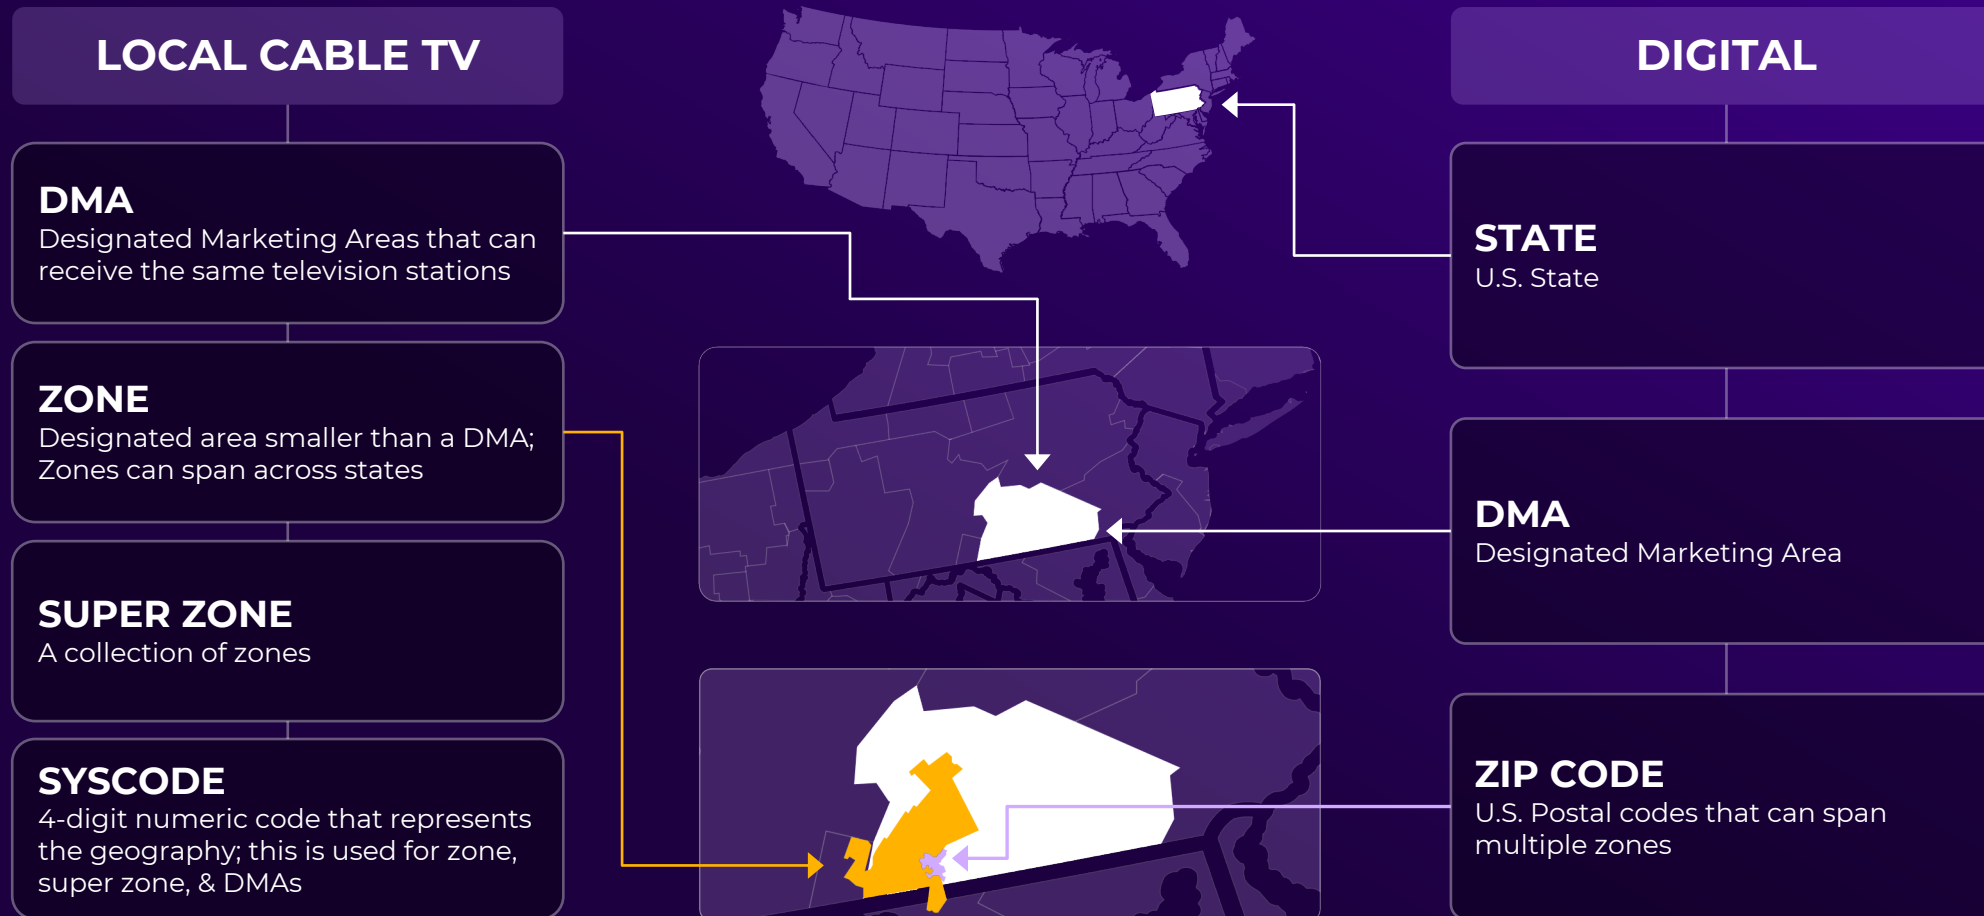 LOCAL CABLE TV
DMA
Designated Marketing Areas that can
receive the same television stations
ZONE
Designated area smaller than a DMA;
Zones can span across states
SUPER ZONE
A collection of zones
SYSCODE
4-digit numeric code that represents
the geography; this is used for zone,
super zone, & DMAs
DIGITAL
STATE
U.S. State
DMA
Designated Marketing Area
ZIP CODE
U.S. Postal codes that can span
multiple zones